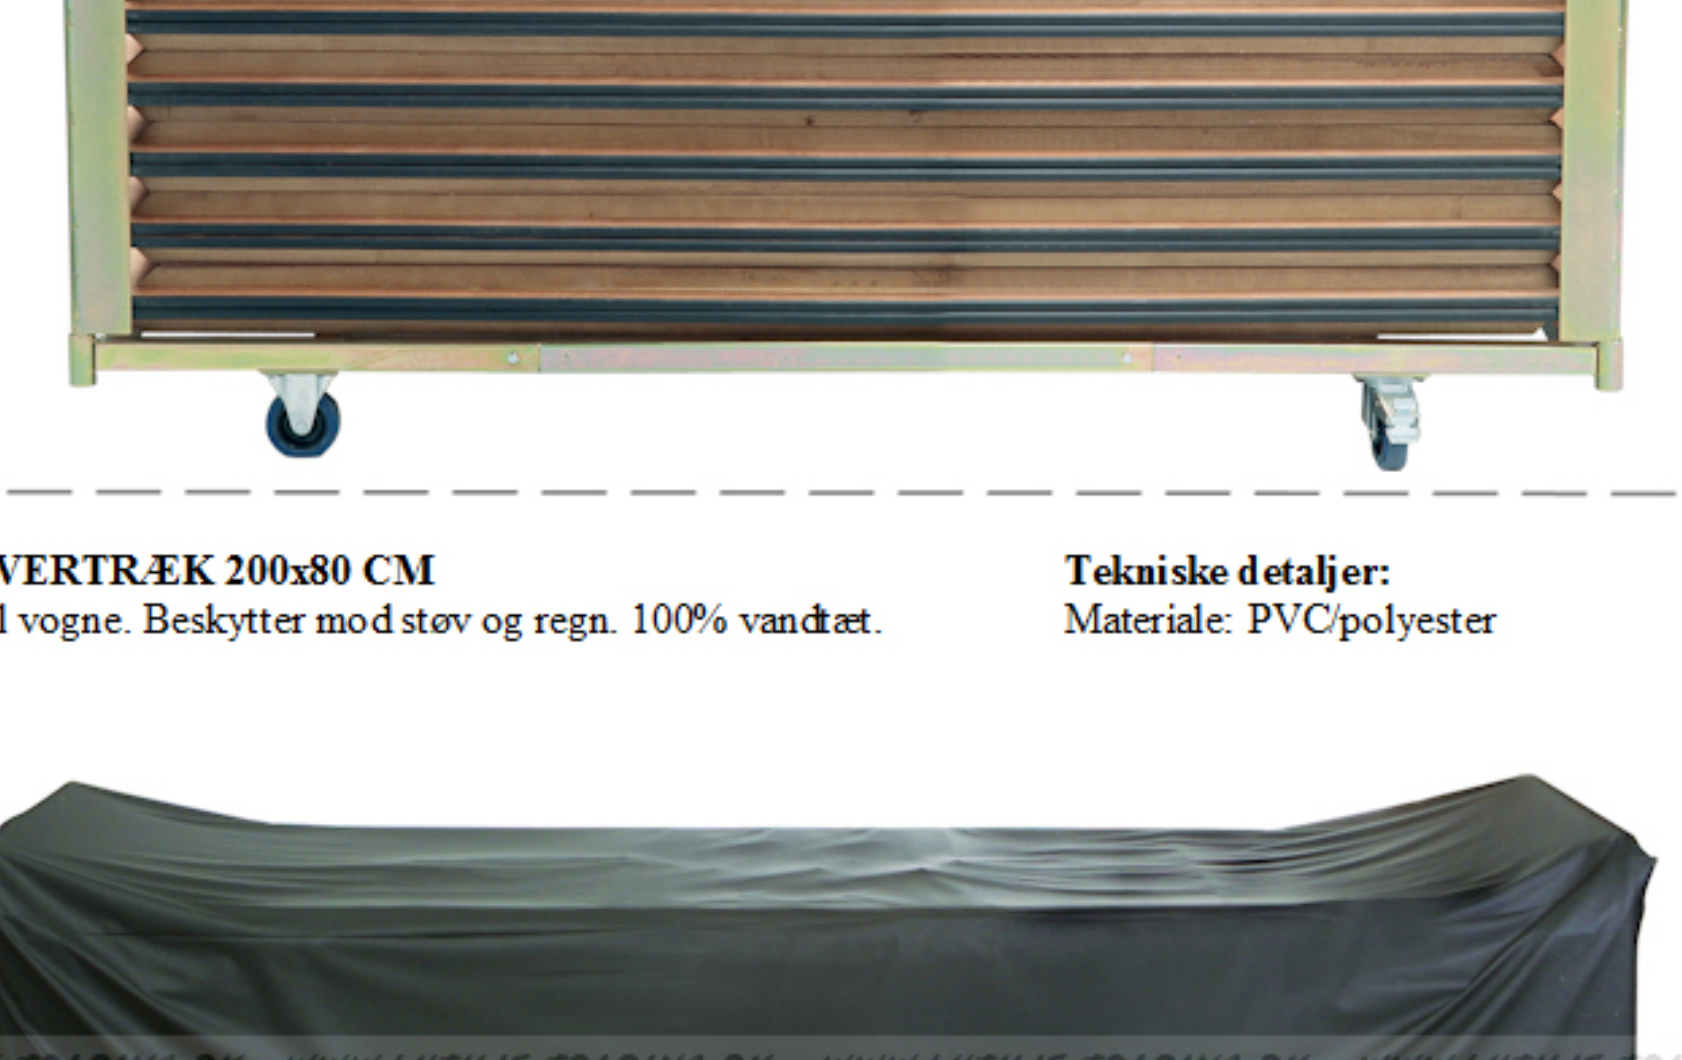 VERTRÆK 200x80 CM
l vogne. Beskytter mod støv og regn. 100% vandtæt.
Tekniske detaljer:
Materiale: PVC/polyester